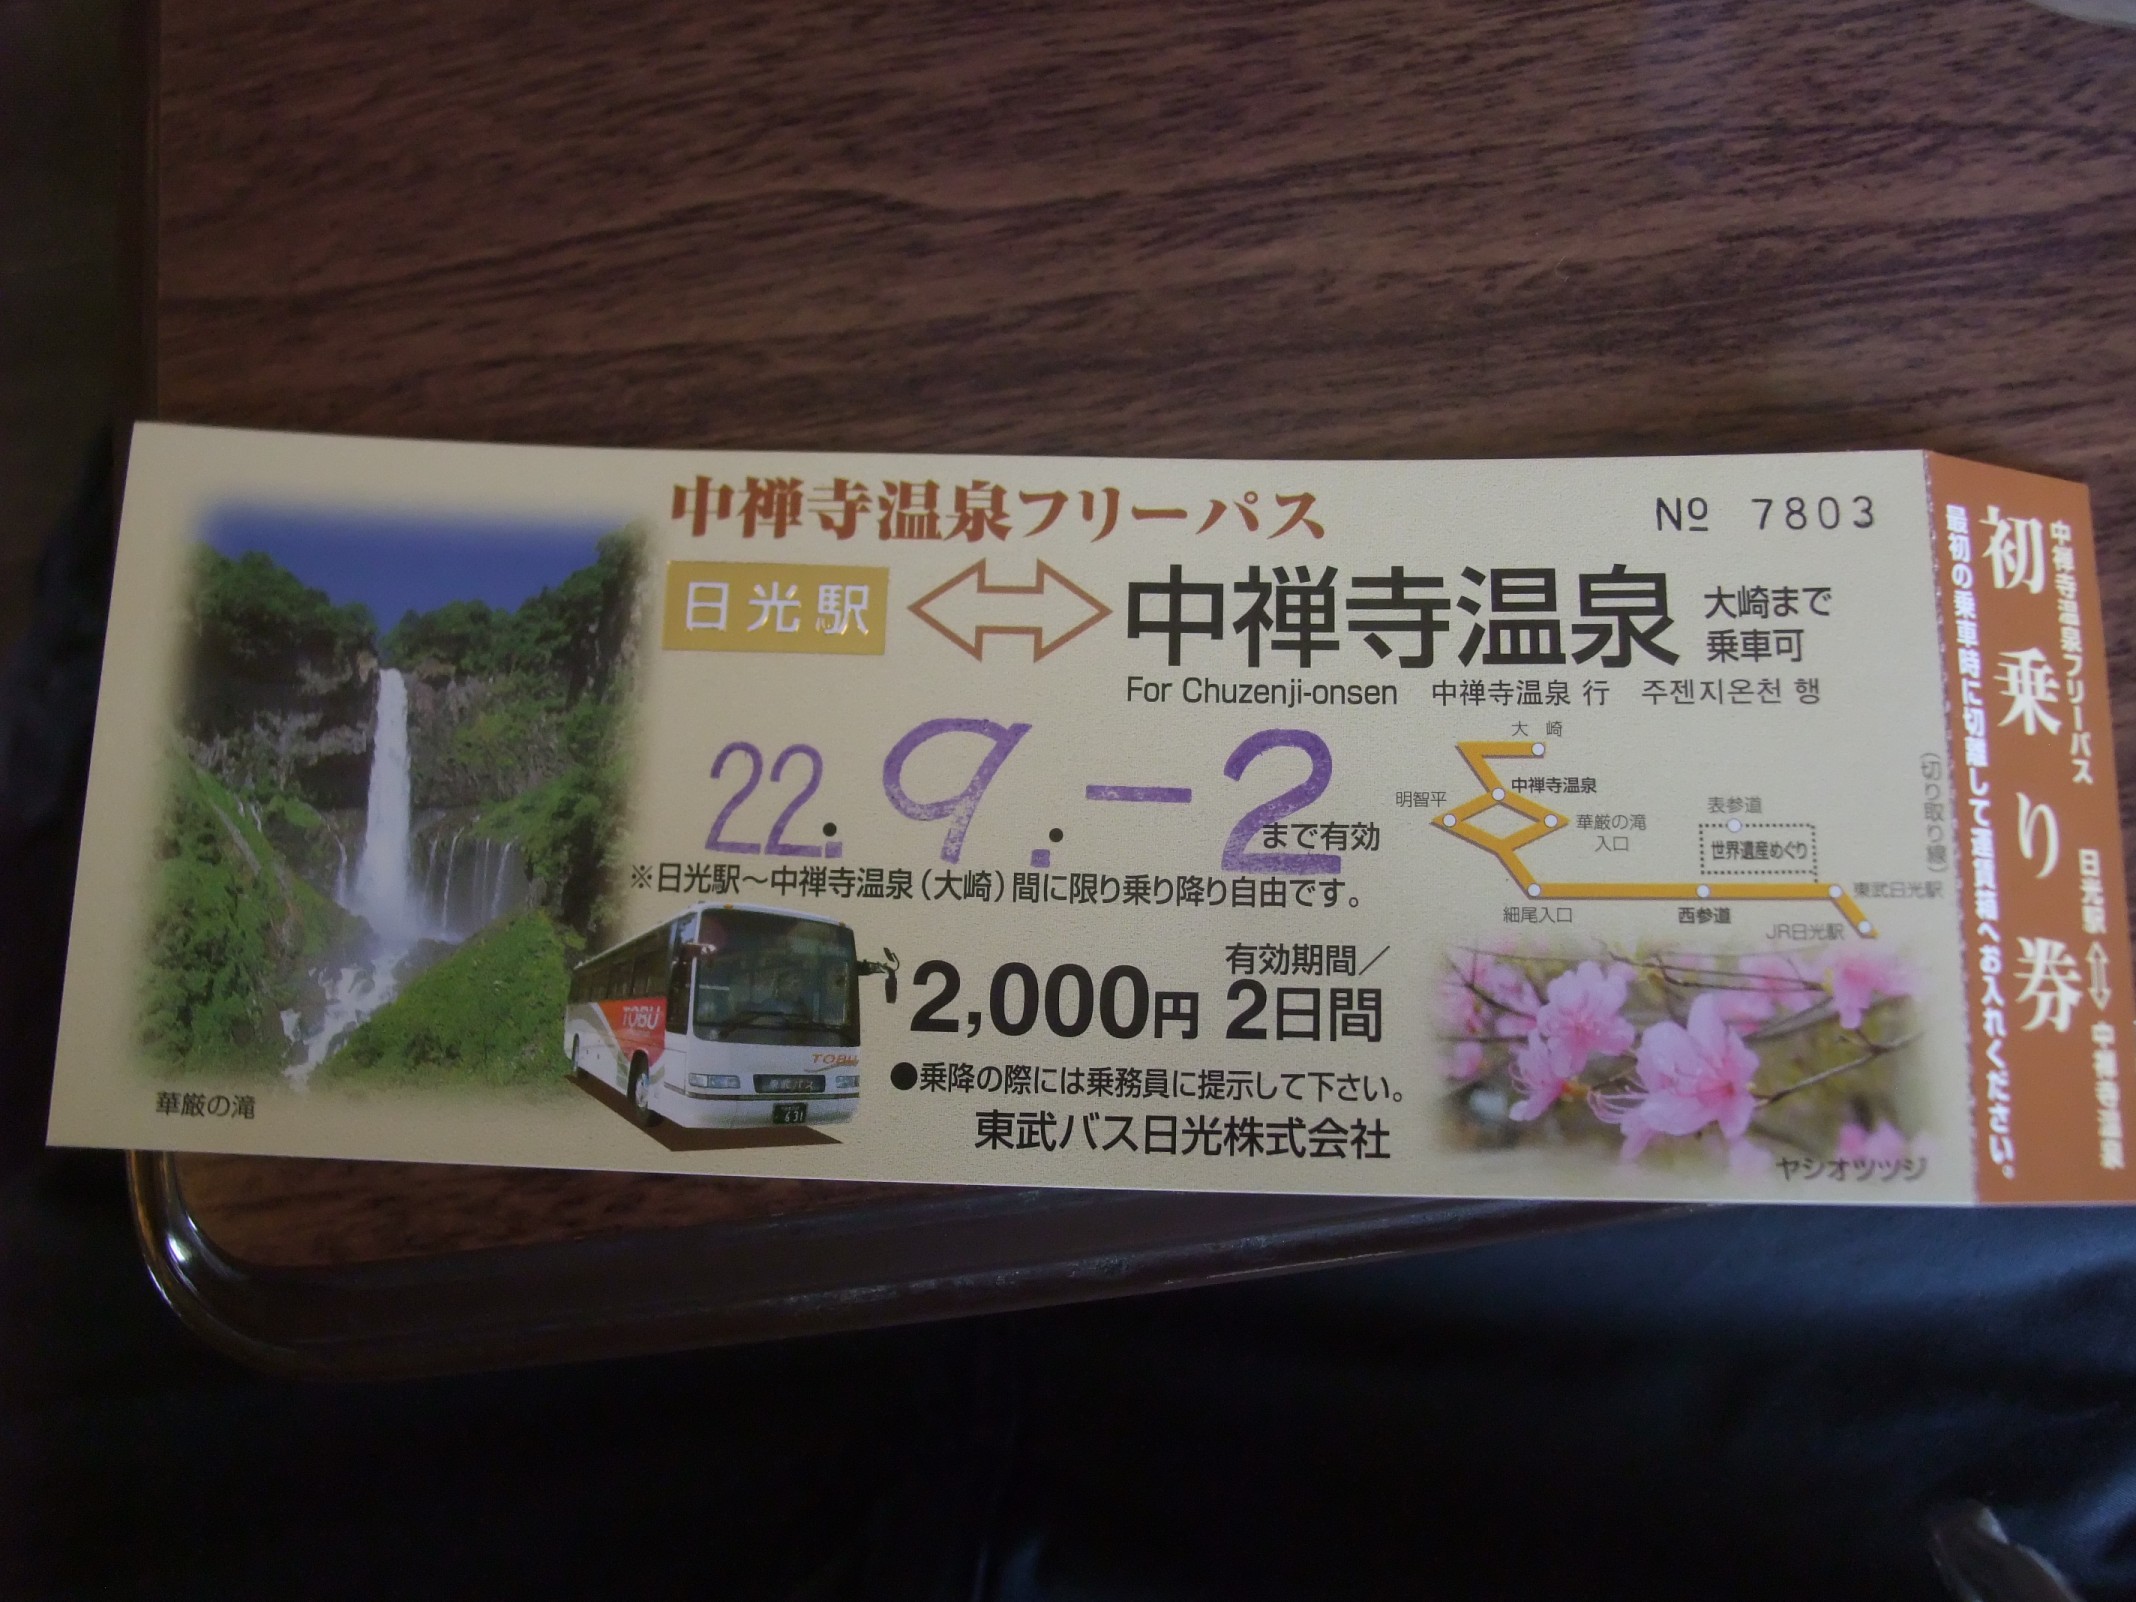 中禅寺温泉フリーパス
№ 7803
日光駅 ⇔ 中禅寺温泉 大崎まで
乗車可
For Chuzenji-onsen 中禅寺温泉 行 주젠지온천 행
22. 9. -2
まで有効
※日光駅～中禅寺温泉（大崎）間に限り乗り降り自由です。
大崎
中禅寺温泉
明智平
華厳の滝
入口
表参道
世界遺産めぐり
東武日光駅
細尾入口
西参道
JR日光駅
2,000円
有効期間／
2日間
●乗降の際には乗務員に提示して下さい。
東武バス日光株式会社
華厳の滝
TOBU
TOBU
東武バス
631
ヤシオツツジ
（切り取り線）
中禅寺温泉フリーパス 日光駅⇔中禅寺温泉
初乗り券
最初の乗車時に切離して運賃箱へお入れください。